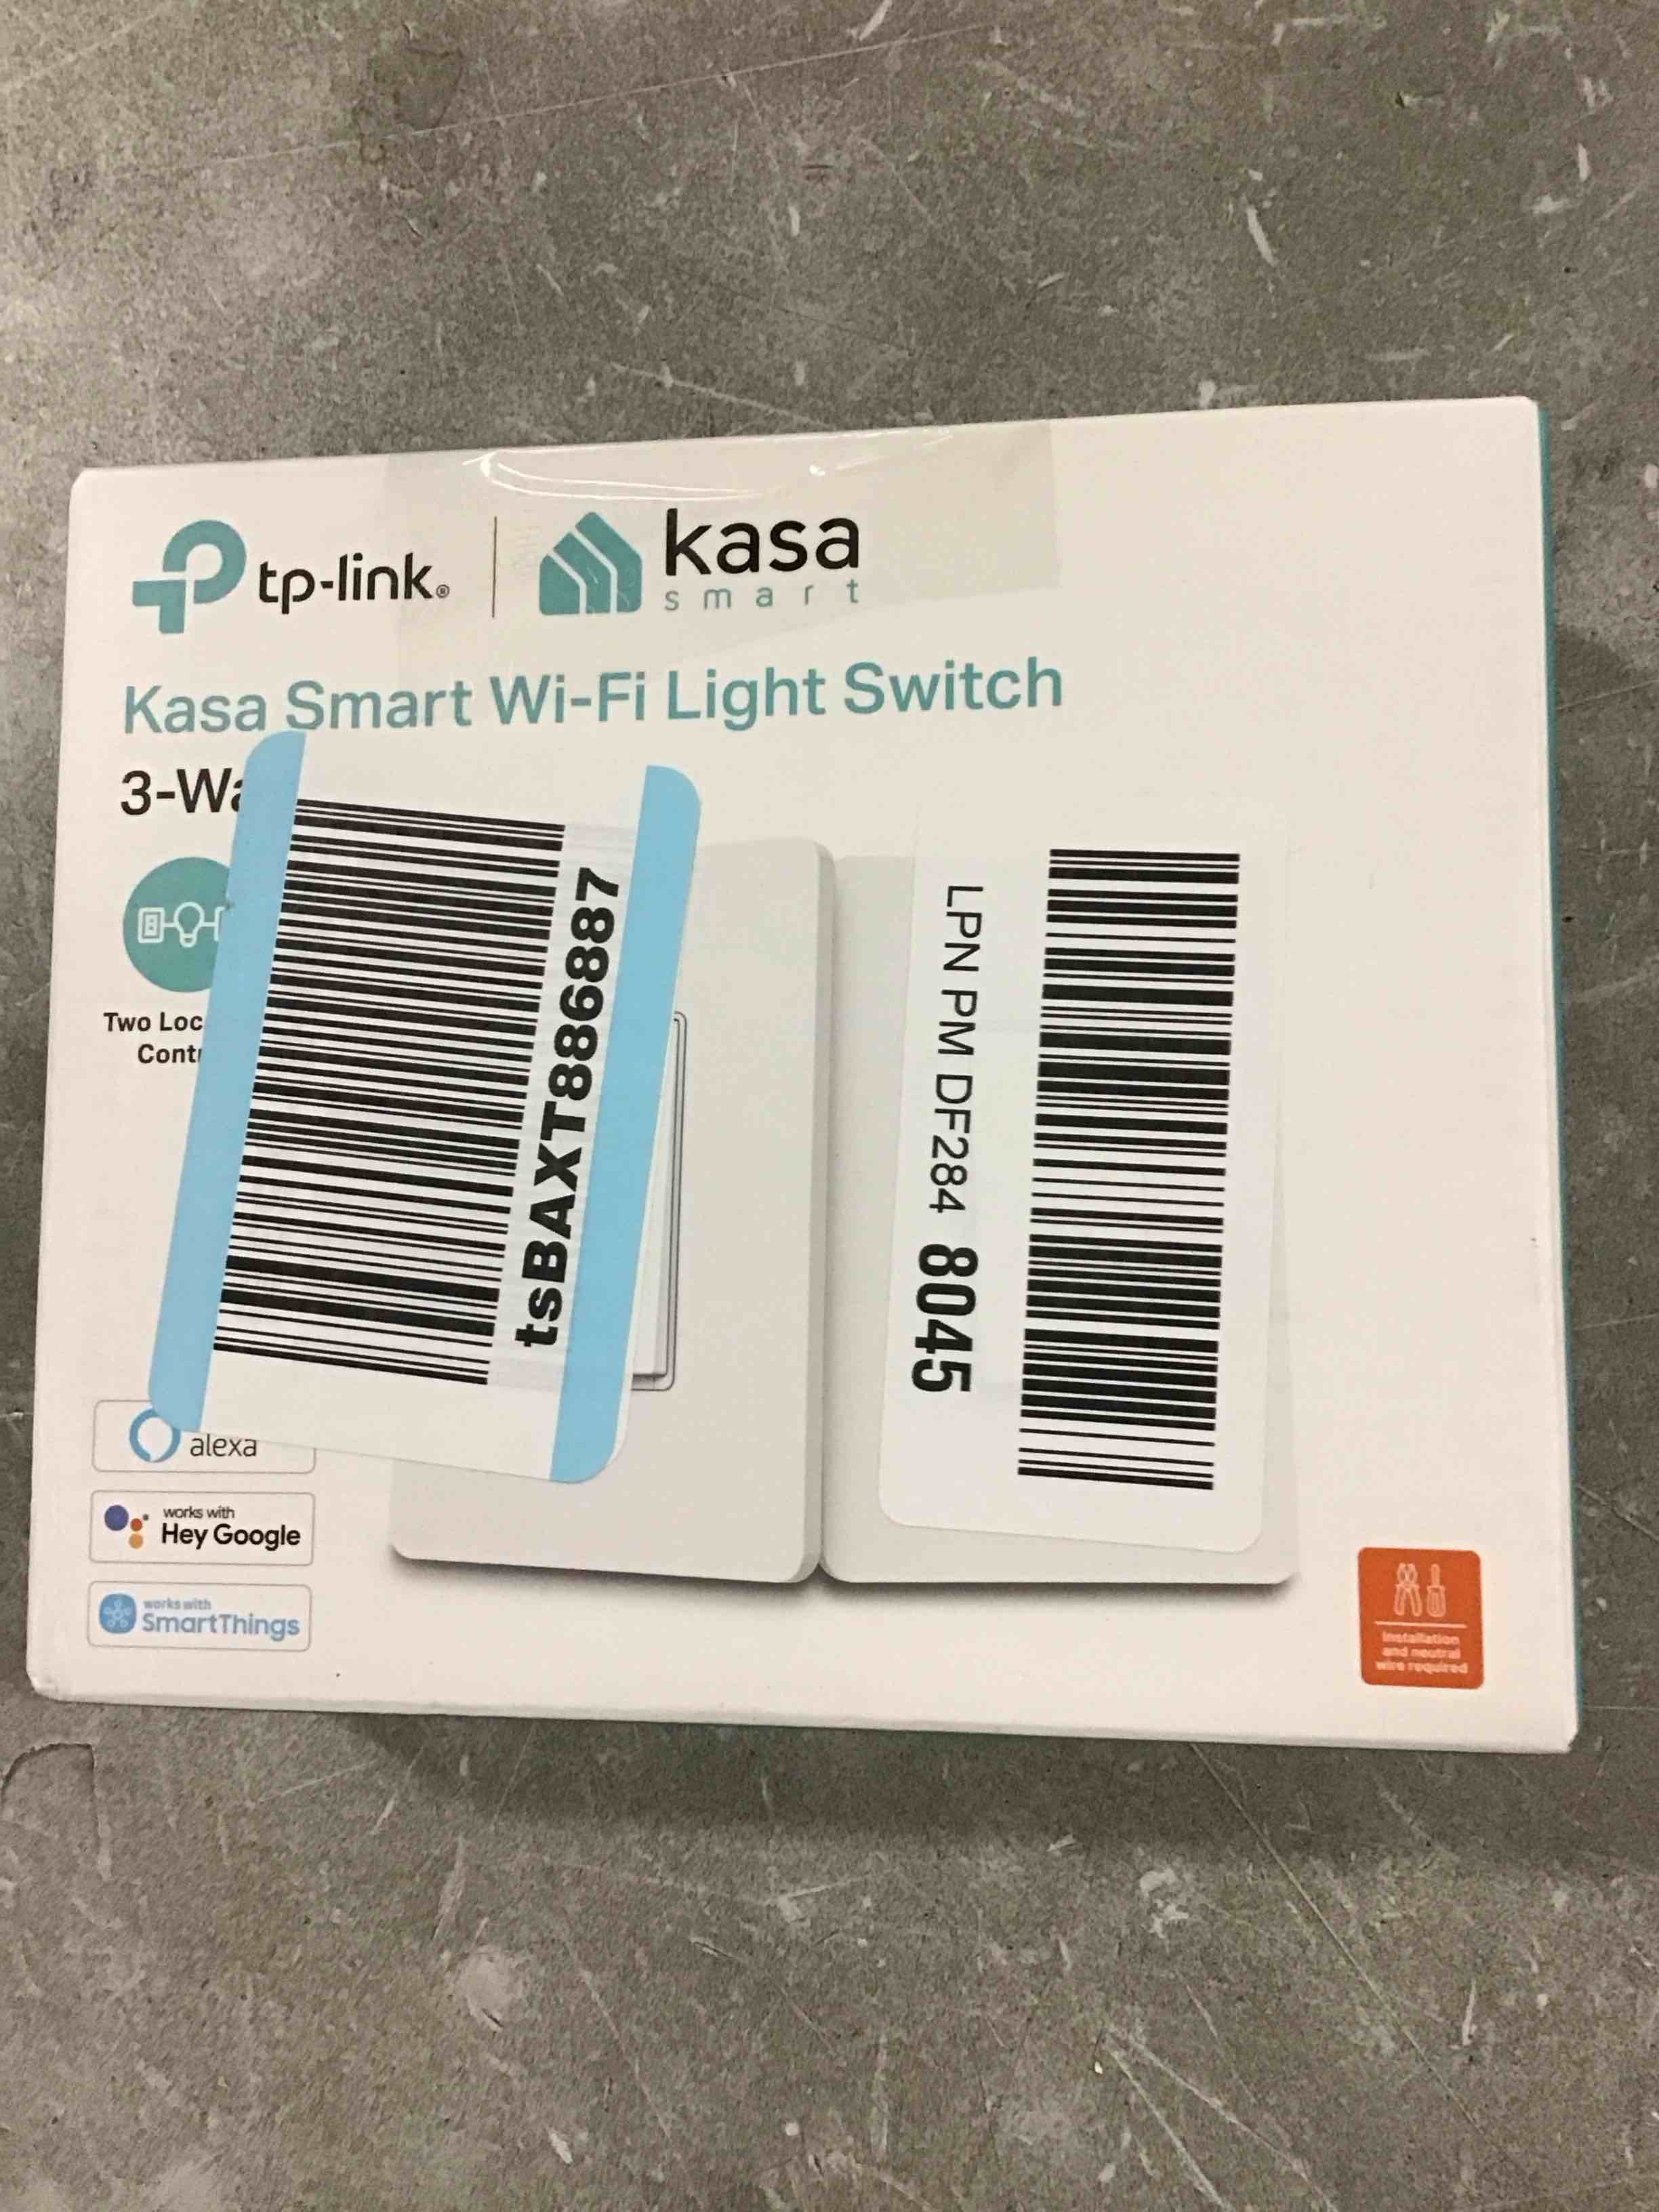 tp-link®
kasa
smart
Kasa Smart Wi-Fi Light Switch
3-Wa
Two Loc
Cont
tsBAXT886887
LPN PM DF284 8045
alexa
works with
Hey Google
works with
SmartThings
Installation
and neutral
wire required